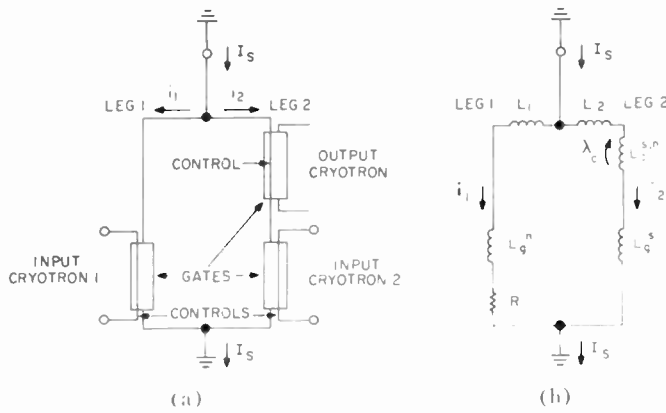 I_S
I_S
LEG 1 i_1 i_2 LEG 2
LEG 1 L_1 L_2 LEG 2
CONTROL
OUTPUT CRYOTRON
λ_c
i_1
INPUT CRYOTRON 1
GATES
INPUT CRYOTRON 2
L_g^n
L_g^s
R
CONTROLS
I_S
I_S
(a)
(b)